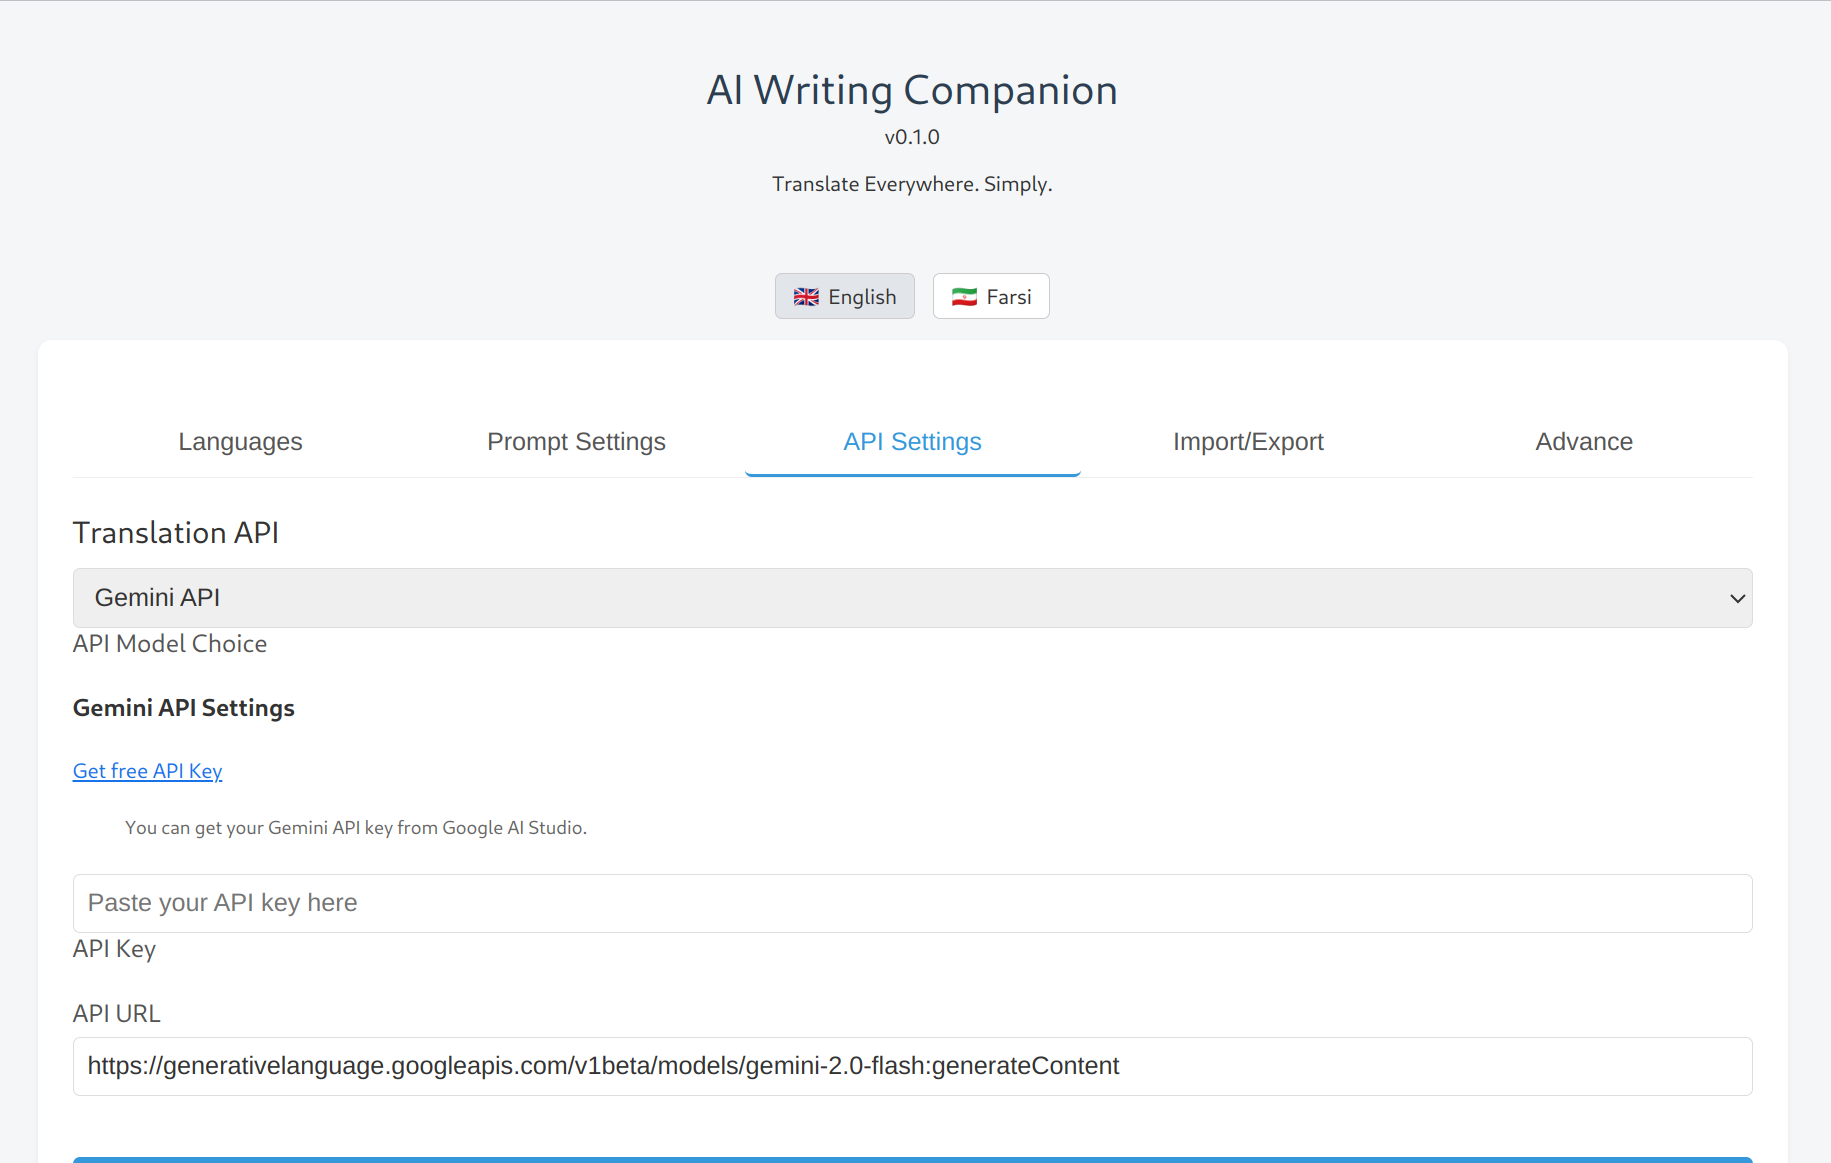 AI Writing Companion
v0.1.0
Translate Everywhere. Simply.
English
Farsi
Languages
Prompt Settings
API Settings
Import/Export
Advance
Translation API
Gemini API
API Model Choice
Gemini API Settings
Get free API Key
You can get your Gemini API key from Google AI Studio.
Paste your API key here
API Key
API URL
https://generativelanguage.googleapis.com/v1beta/models/gemini-2.0-flash:generateContent